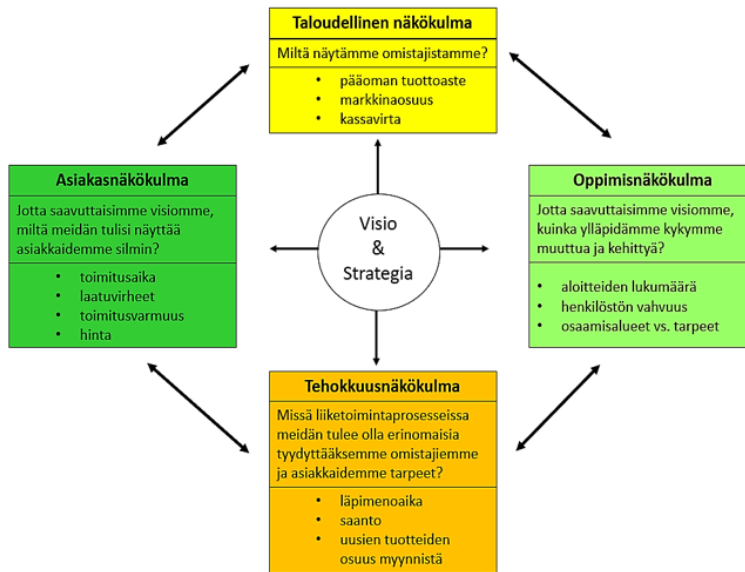 Taloudellinen näkökulma
Miltä näytämme omistajistamme?
• pääoman tuottoaste
• markkinaosuus
• kassavirta
Asiakasnäkökulma
Jotta saavuttaisimme visiomme,
miltä meidän tulisi näyttää
asiakkaidemme silmin?
• toimitusaika
• laatuvirheet
• toimitusvarmuus
• hinta
Visio
&
Strategia
Oppimisnäkökulma
Jotta saavuttaisimme visiomme,
kuinka ylläpidämme kykymme
muuttua ja kehittyä?
• aloitteiden lukumäärä
• henkilöstön vahvuus
• osaamisalueet vs. tarpeet
Tehokkuusnäkökulma
Missä liiketoimintaprosesseissa
meidän tulee olla erinomaisia
tyydyttääksemme omistajiemme
ja asiakkaidemme tarpeet?
• läpimenoaika
• saanto
• uusien tuotteiden
osuus myynnistä